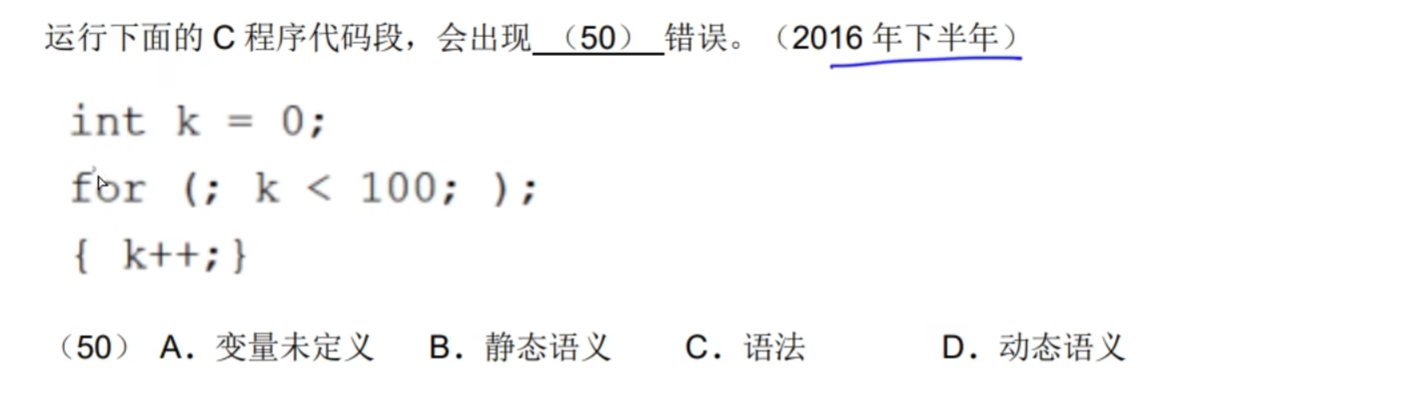 运行下面的 C 程序代码段，会出现 （50） 错误。（2016 年下半年）
int k = 0;
for (; k < 100; );
{ k++;}
（50） A．变量未定义 B．静态语义 C．语法 D．动态语义